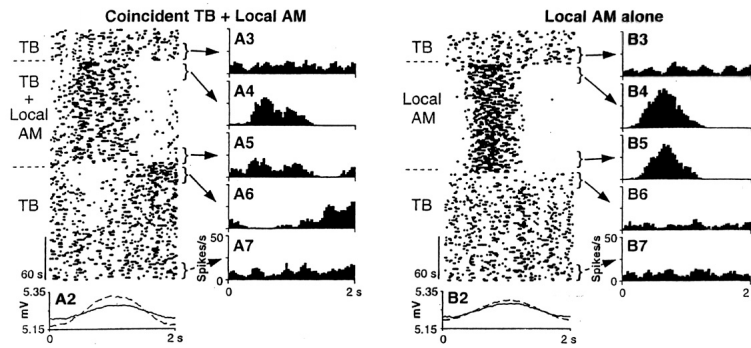 Coincident TB + Local AM
TB
TB
+
Local
AM
TB
60 s
A3
A4
A5
A6
A7
50
Spikes/s
0
0
2 s
5.35
mV
5.15
A2
0
2 s
Local AM alone
TB
Local
AM
TB
60 s
B3
B4
B5
B6
B7
50
Spikes/s
0
0
2
5.35
mV
5.15
B2
0
2 s